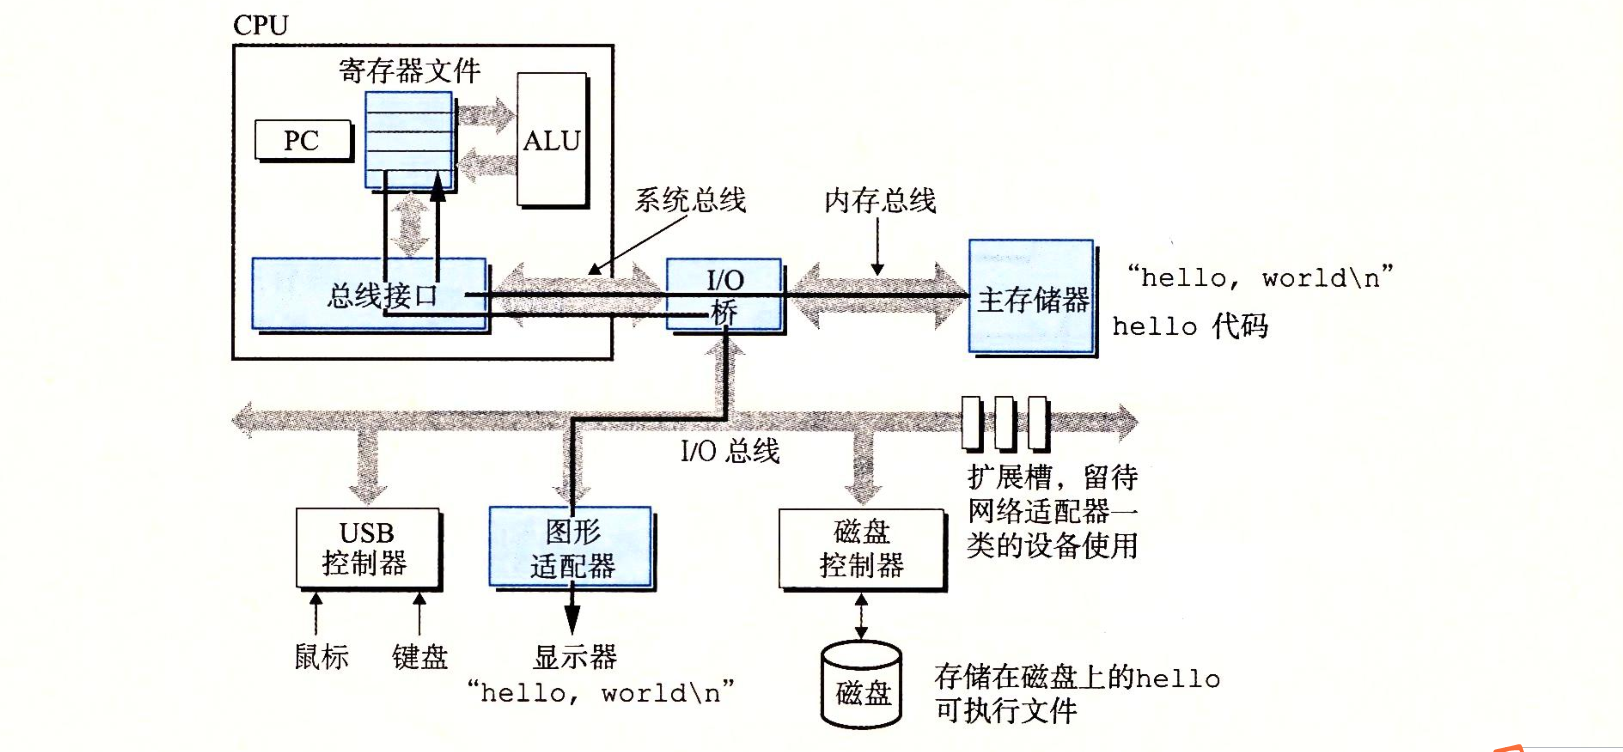 CPU
寄存器文件
PC
ALU
系统总线
内存总线
总线接口
I/O
桥
主存储器
“hello, world\n”
hello 代码
I/O 总线
扩展槽，留待
网络适配器一
类的设备使用
USB
控制器
图形
适配器
磁盘
控制器
鼠标
键盘
显示器
“hello, world\n”
磁盘
存储在磁盘上的hello
可执行文件